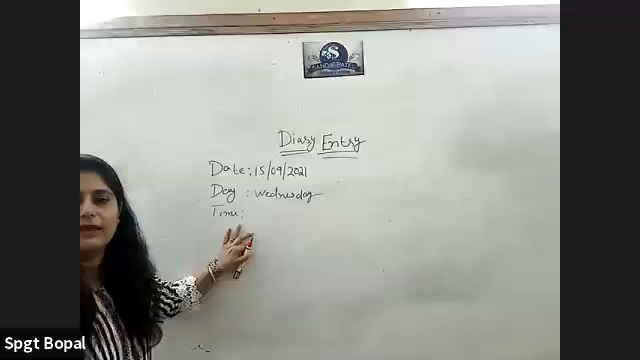 Diary Entry
Date: 15/09/2021
Day : Wednesday
Time:
Spgt Bopal